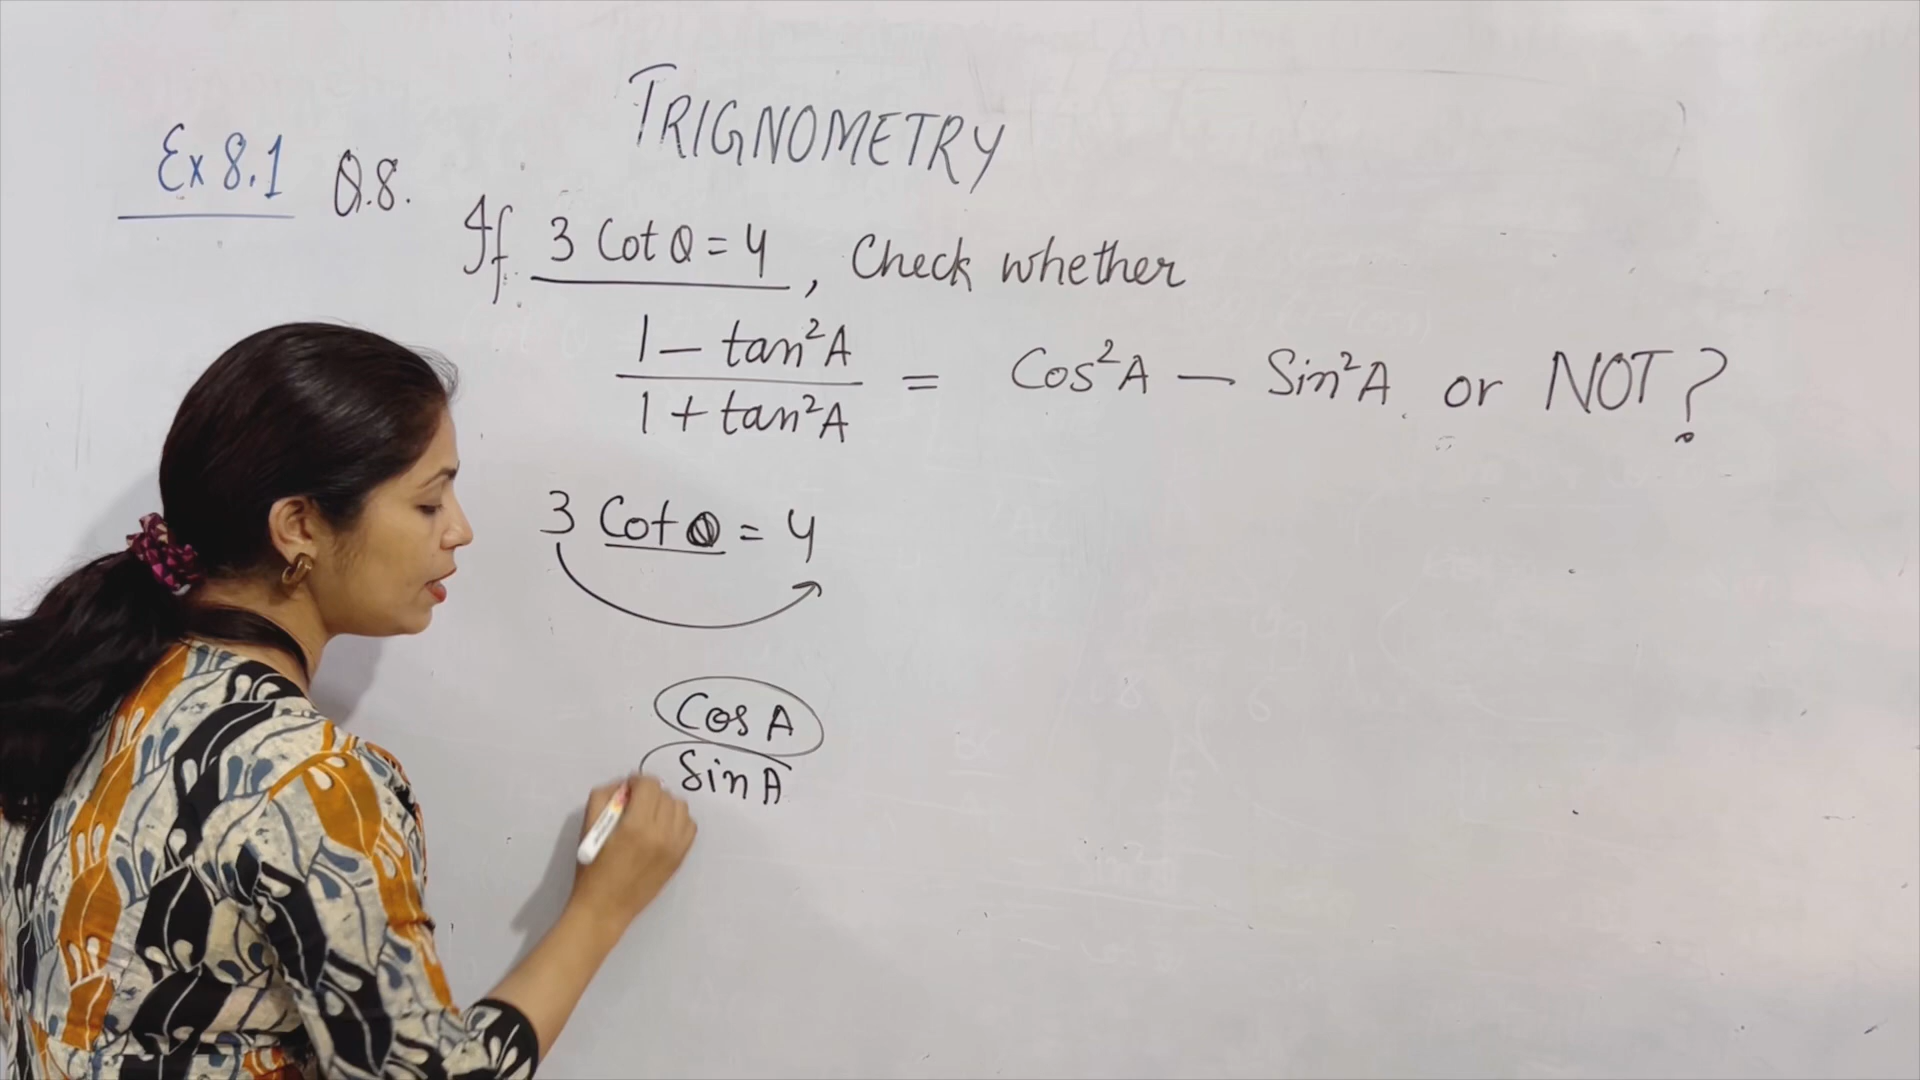 TRIGNOMETRY
Ex 8.1 Q.8.
If 3 Cot θ = 4, Check whether
1 – tan²A / 1 + tan²A = Cos²A – Sin²A or NOT?
3 Cot θ = 4
Cos A
Sin A